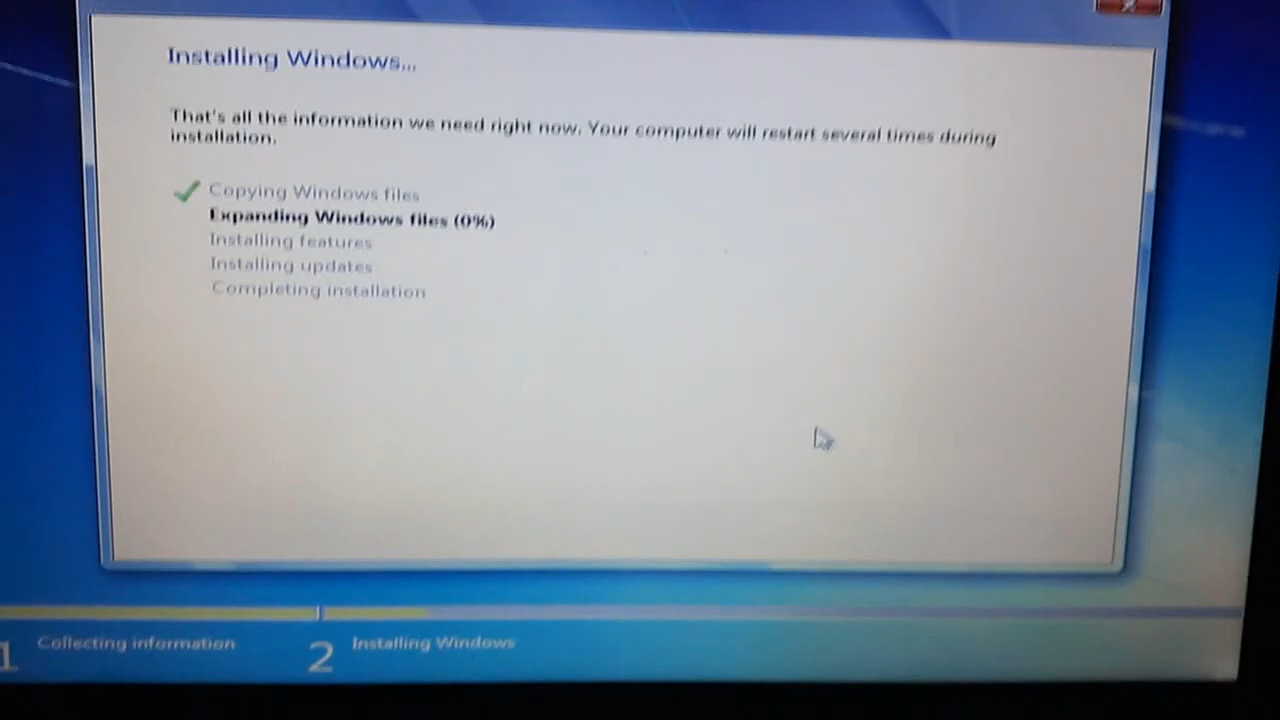 Installing Windows...
That's all the information we need right now. Your computer will restart several times during
installation.
Copying Windows files
Expanding Windows files (0%)
Installing features
Installing updates
Completing installation
1 Collecting information
2 Installing Windows